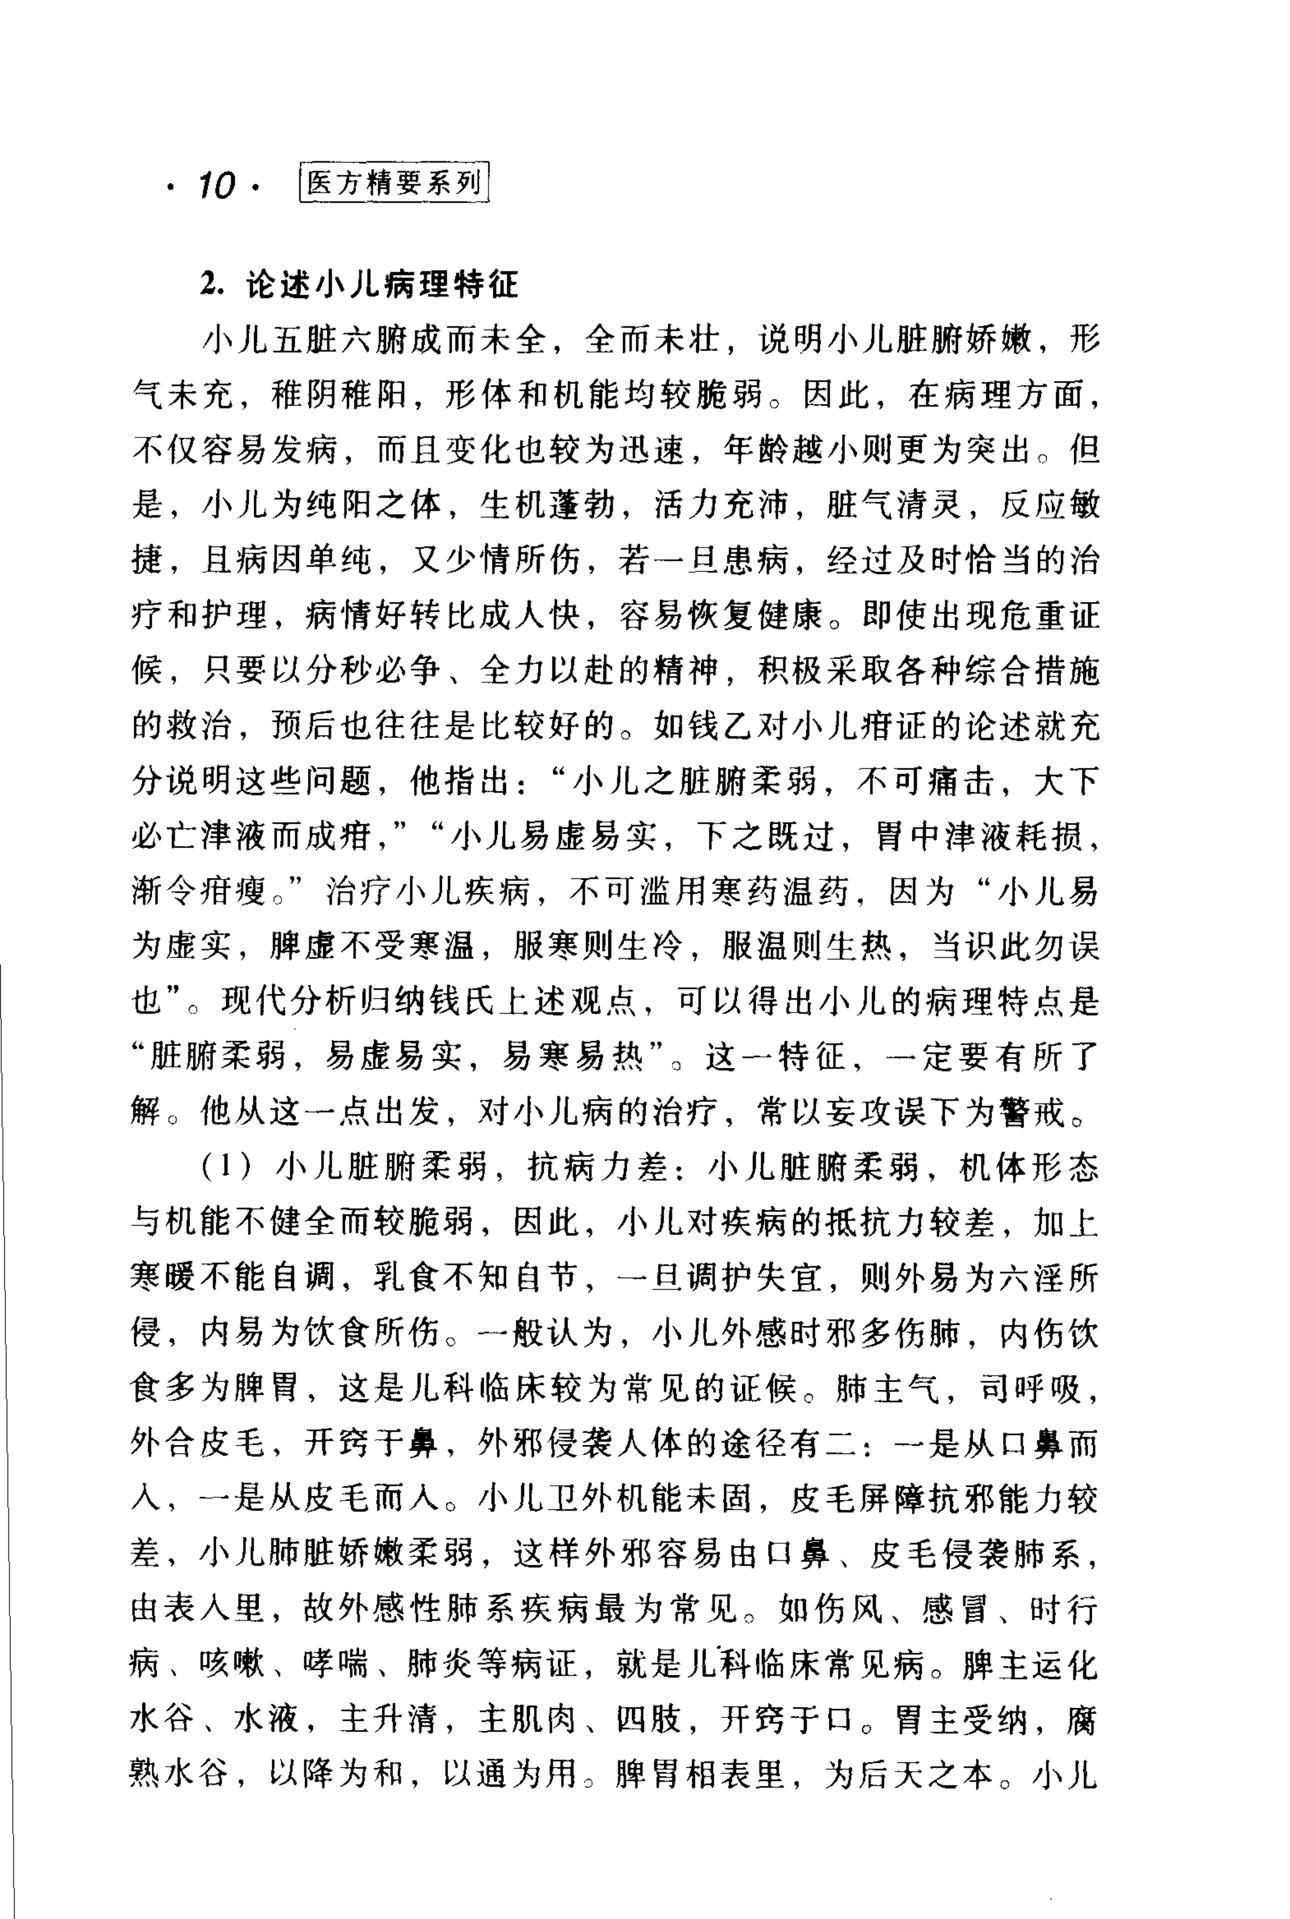 · 10 · 医方精要系列
2. 论述小儿病理特征
小儿五脏六腑成而未全，全而未壮，说明小儿脏腑娇嫩，形
气未充，稚阴稚阳，形体和机能均较脆弱。因此，在病理方面，
不仅容易发病，而且变化也较为迅速，年龄越小则更为突出。但
是，小儿为纯阳之体，生机蓬勃，活力充沛，脏气清灵，反应敏
捷，且病因单纯，又少情所伤，若一旦患病，经过及时恰当的治
疗和护理，病情好转比成人快，容易恢复健康。即使出现危重证
候，只要以分秒必争、全力以赴的精神，积极采取各种综合措施
的救治，预后也往往是比较好的。如钱乙对小儿疳证的论述就充
分说明这些问题，他指出：“小儿之脏腑柔弱，不可痛击，大下
必亡津液而成疳，”“小儿易虚易实，下之既过，胃中津液耗损，
渐令疳瘦。”治疗小儿疾病，不可滥用寒药温药，因为“小儿易
为虚实，脾虚不受寒温，服寒则生冷，服温则生热，当识此勿误
也”。现代分析归纳钱氏上述观点，可以得出小儿的病理特点是
“脏腑柔弱，易虚易实，易寒易热”。这一特征，一定要有所了
解。他从这一点出发，对小儿病的治疗，常以妄攻误下为警戒。
(1) 小儿脏腑柔弱，抗病力差：小儿脏腑柔弱，机体形态
与机能不健全而较脆弱，因此，小儿对疾病的抵抗力较差，加上
寒暖不能自调，乳食不知自节，一旦调护失宜，则外易为六淫所
侵，内易为饮食所伤。一般认为，小儿外感时邪多伤肺，内伤饮
食多为脾胃，这是儿科临床较为常见的证候。肺主气，司呼吸，
外合皮毛，开窍于鼻，外邪侵袭人体的途径有二：一是从口鼻而
入，一是从皮毛而入。小儿卫外机能未固，皮毛屏障抗邪能力较
差，小儿肺脏娇嫩柔弱，这样外邪容易由口鼻、皮毛侵袭肺系，
由表入里，故外感性肺系疾病最为常见。如伤风、感冒、时行
病、咳嗽、哮喘、肺炎等病证，就是儿科临床常见病。脾主运化
水谷、水液，主升清，主肌肉、四肢，开窍于口。胃主受纳，腐
熟水谷，以降为和，以通为用。脾胃相表里，为后天之本。小儿